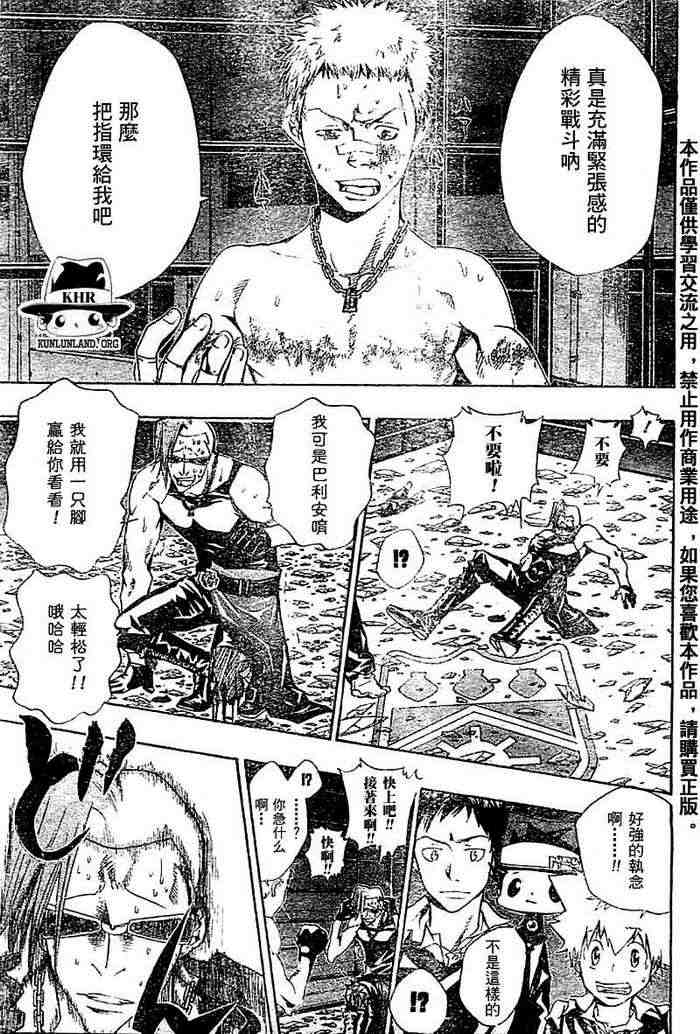 真是充滿緊張感的
精彩戰斗吶
那麼
把指環給我吧
KHR
KUNLUNLAND.ORG
!
不要
不要啦!
!?
我可是巴利安唷
我就用一只腳
贏給你看看!
太輕松了!!
哦哈哈
好強的執念
啊……!!
不是這樣的
!?
快上吧!!
接著來啊!!
快啊!!
!?
……?
你急什么
啊…
ど
本作品僅供學習交流之用，禁止用作商業用途，如果您喜歡本作品，請購買正版。